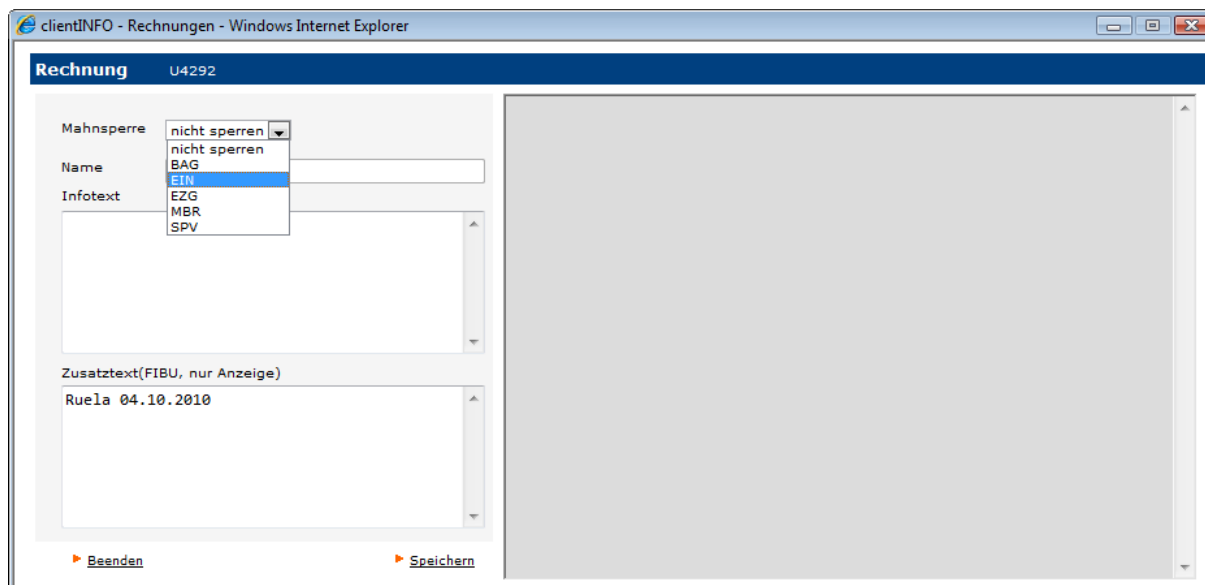 clientINFO - Rechnungen - Windows Internet Explorer
Rechnung U4292
Mahnsperre nicht sperren
nicht sperren
BAG
Name
EIN
Infotext
EZG
MBR
SPV
Zusatztext(FIBU, nur Anzeige)
Ruela 04.10.2010
Beenden Speichern